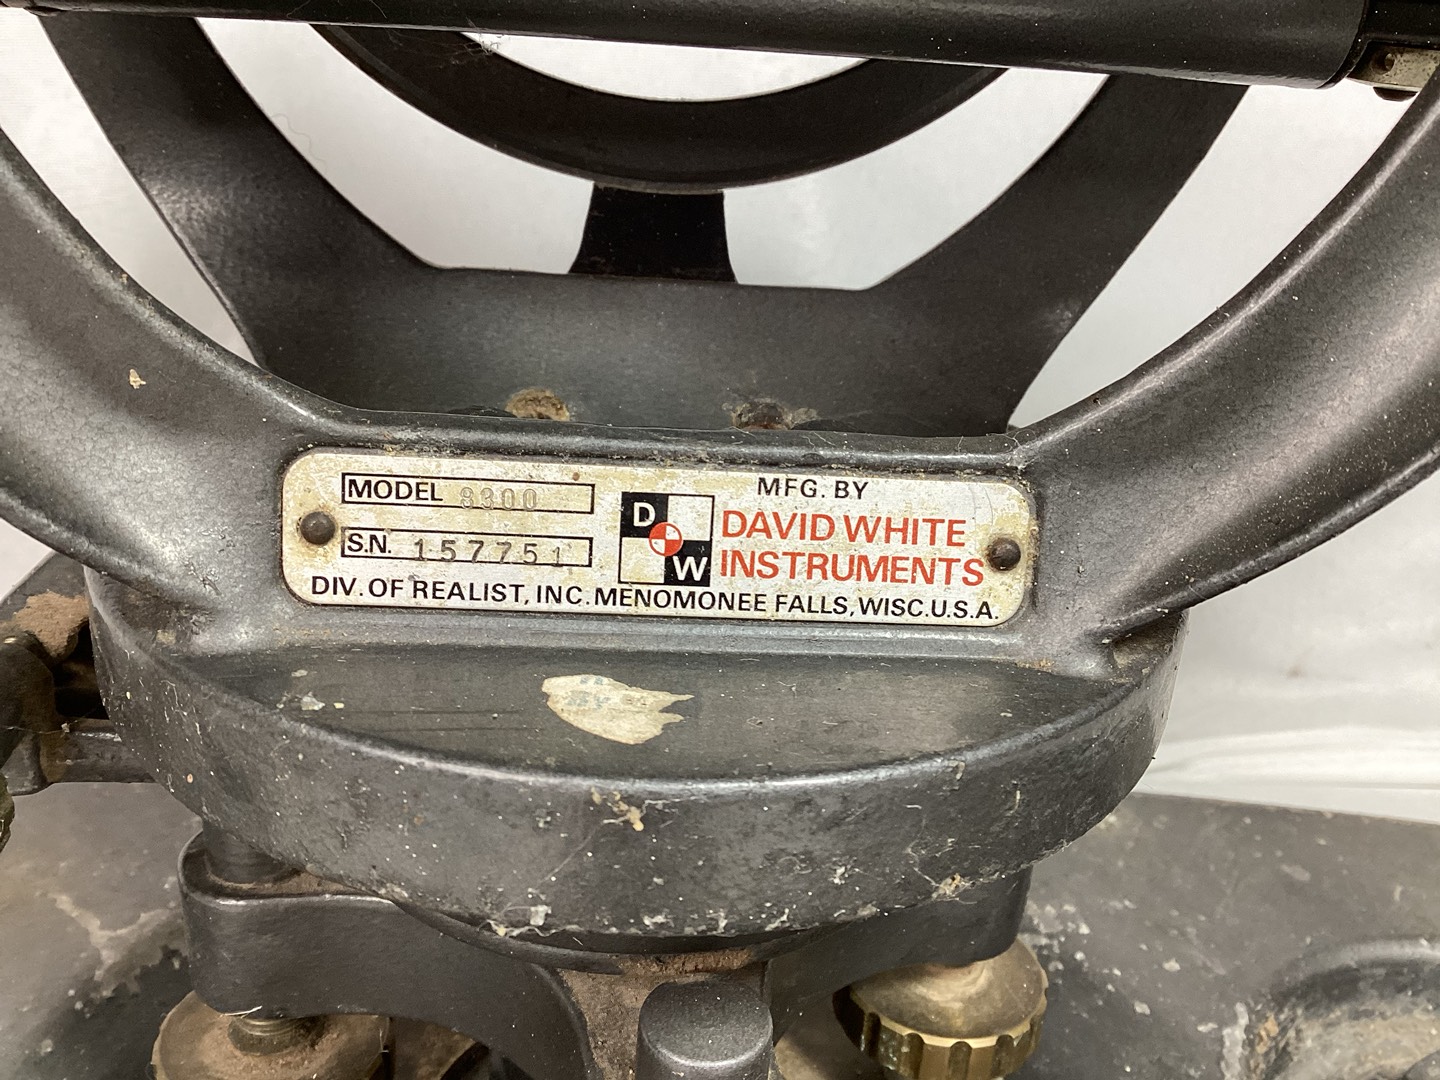 MODEL 8300
S.N. 157751
D W
MFG. BY
DAVID WHITE
INSTRUMENTS
DIV. OF REALIST, INC. MENOMONEE FALLS, WISC. U.S.A.